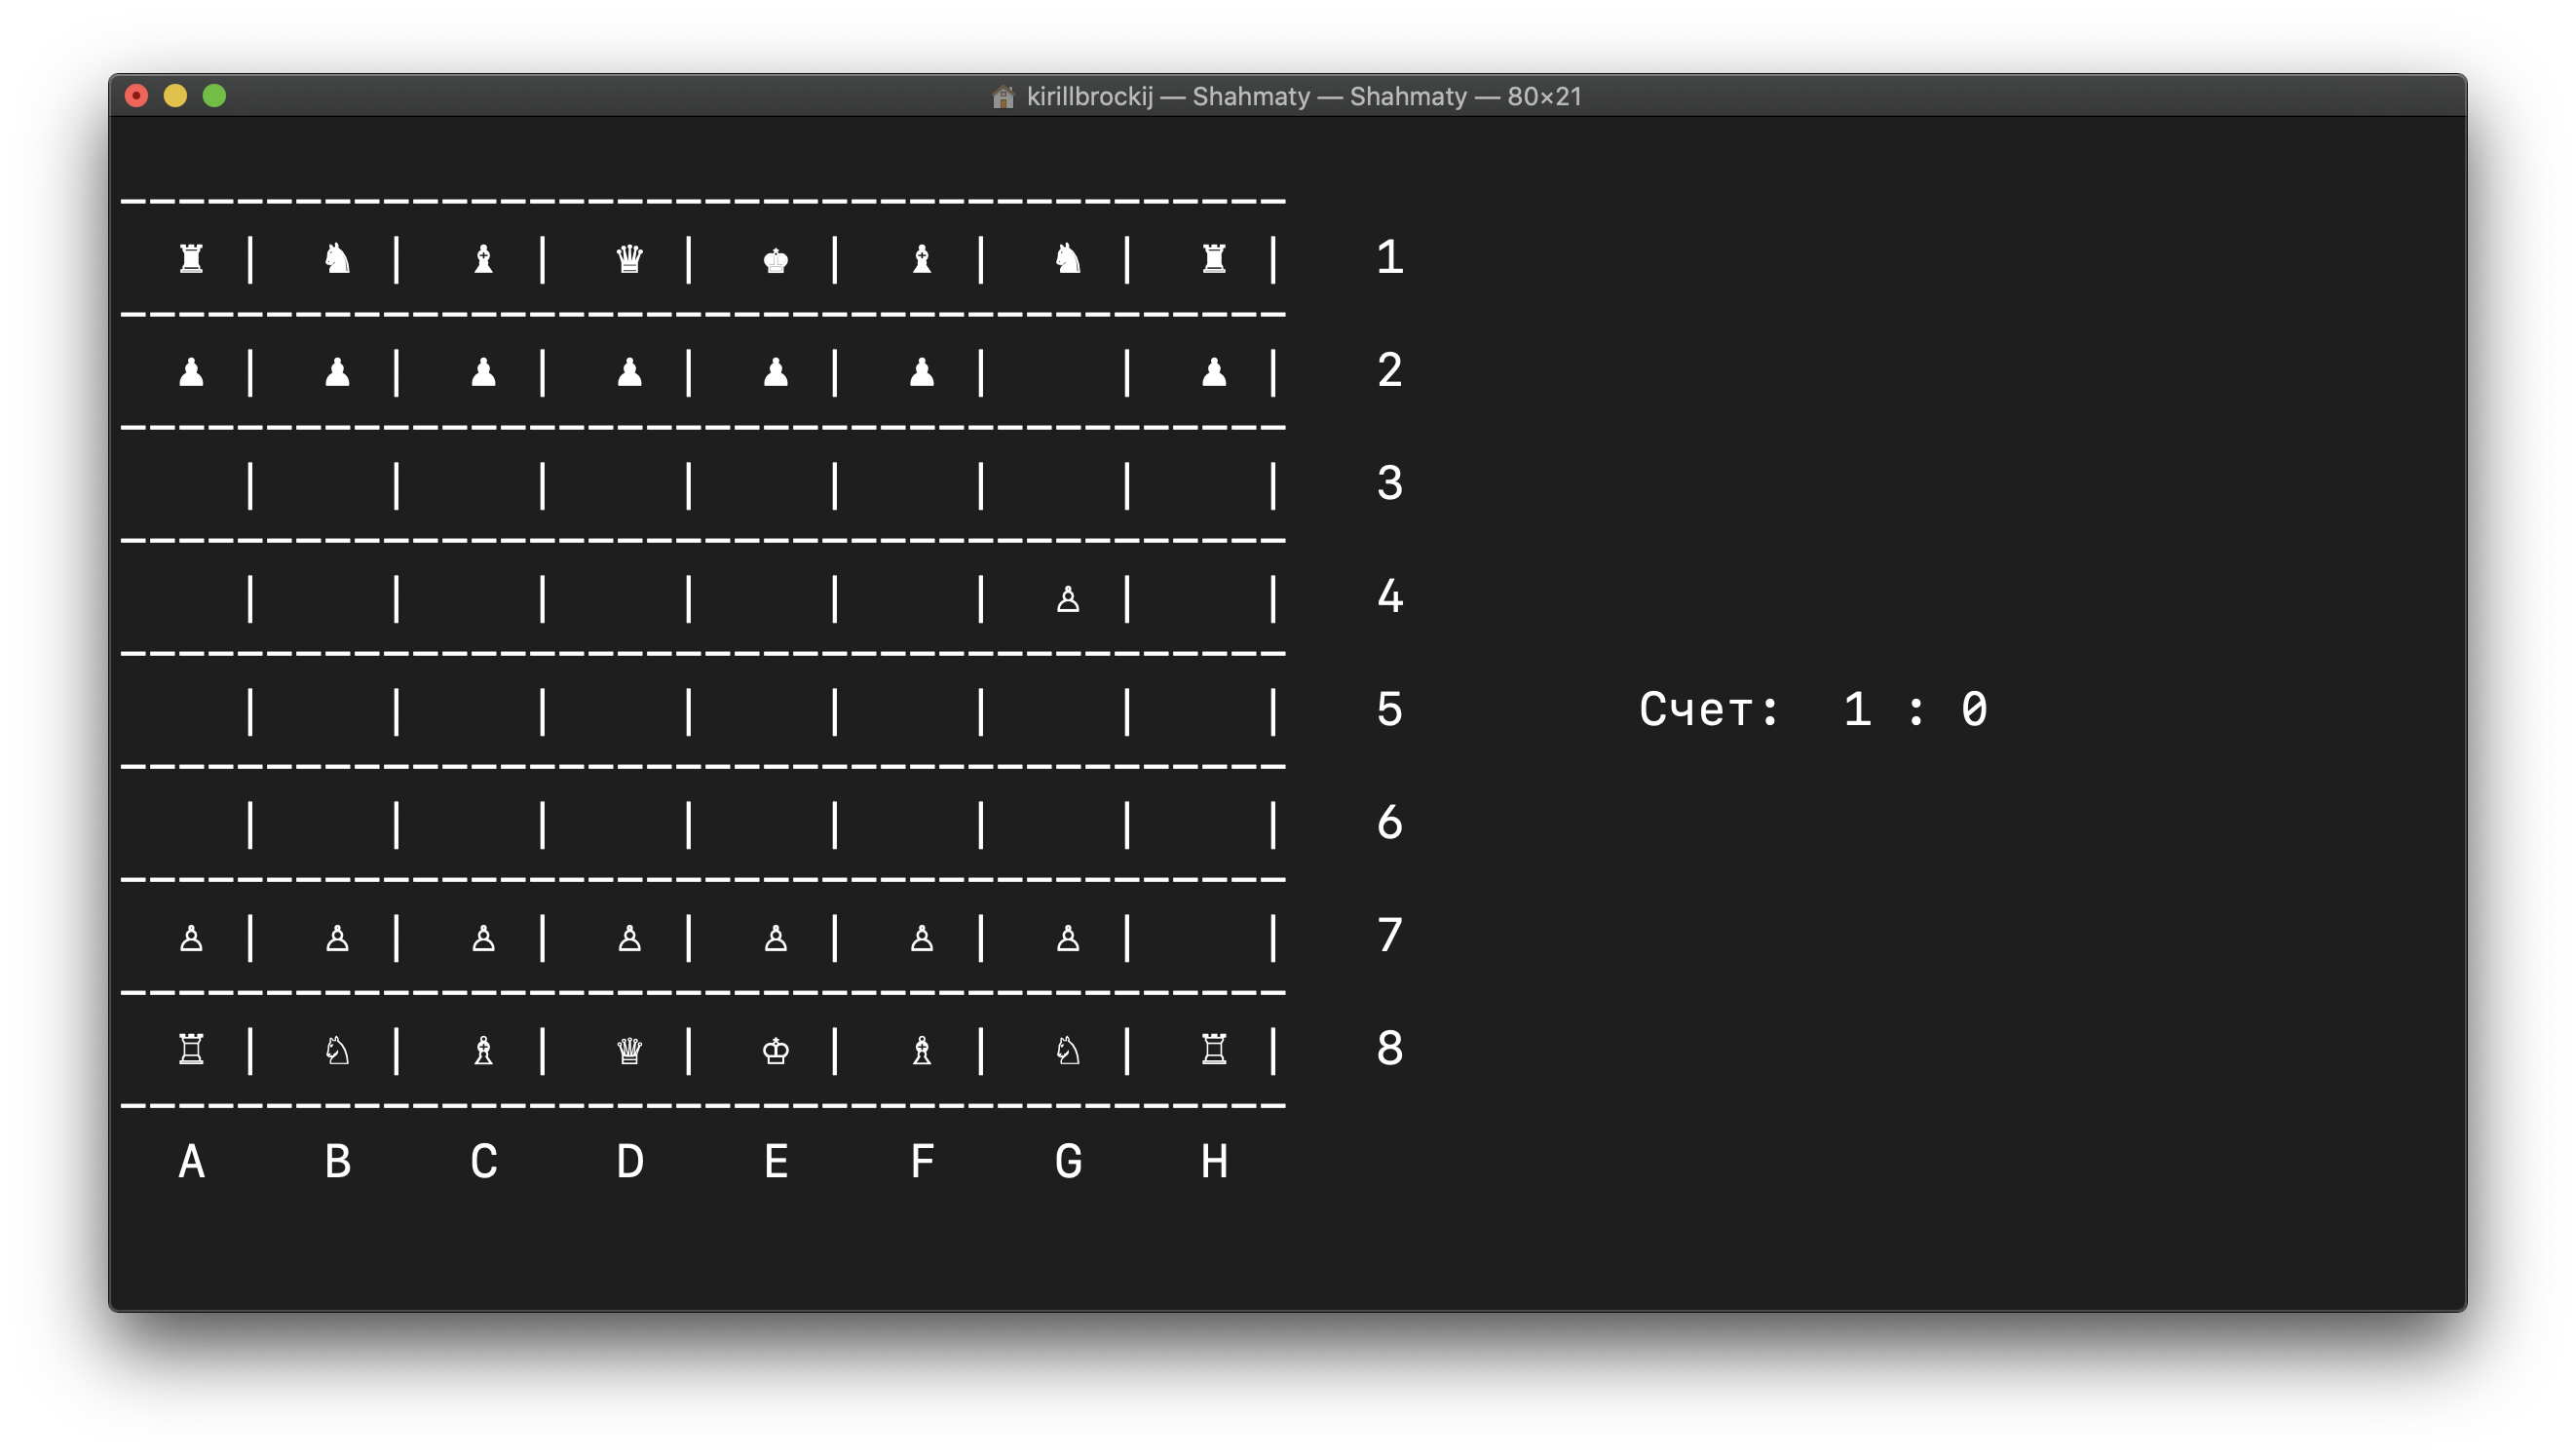 kirillbrockij — Shahmaty — Shahmaty — 80×21
♜ | ♞ | ♝ | ♛ | ♚ | ♝ | ♞ | ♜ | 1
♟ | ♟ | ♟ | ♟ | ♟ | ♟ | | ♟ | 2
| | | | | | | | 3
| | | | | | ♙ | | 4
| | | | | | | | 5 Счет: 1 : 0
| | | | | | | | 6
♙ | ♙ | ♙ | ♙ | ♙ | ♙ | ♙ | | 7
♖ | ♘ | ♗ | ♕ | ♔ | ♗ | ♘ | ♖ | 8
A B C D E F G H